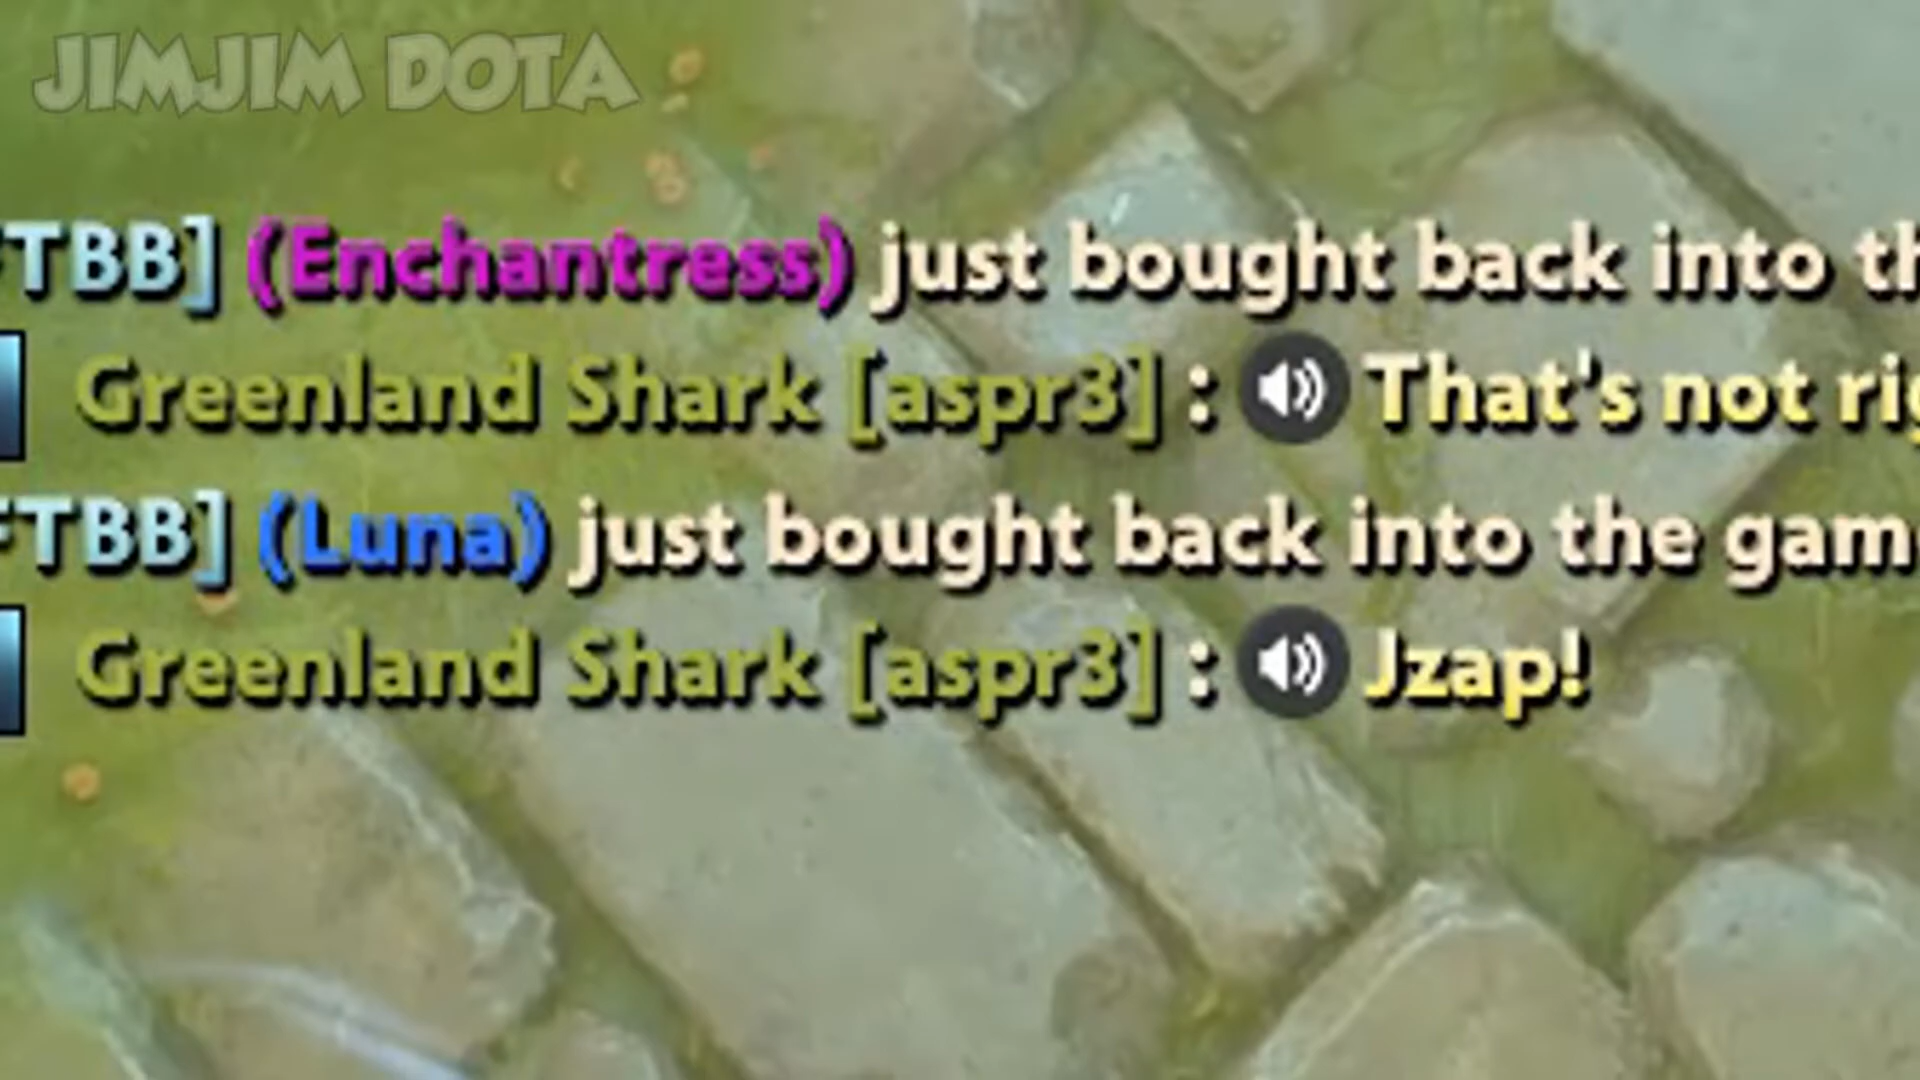 JIMJIM DOTA
TBB] (Enchantress) just bought back into
Greenland Shark [aspr3] : That's not
TBB] (Luna) just bought back into the gam
Greenland Shark [aspr3] : Jzap!